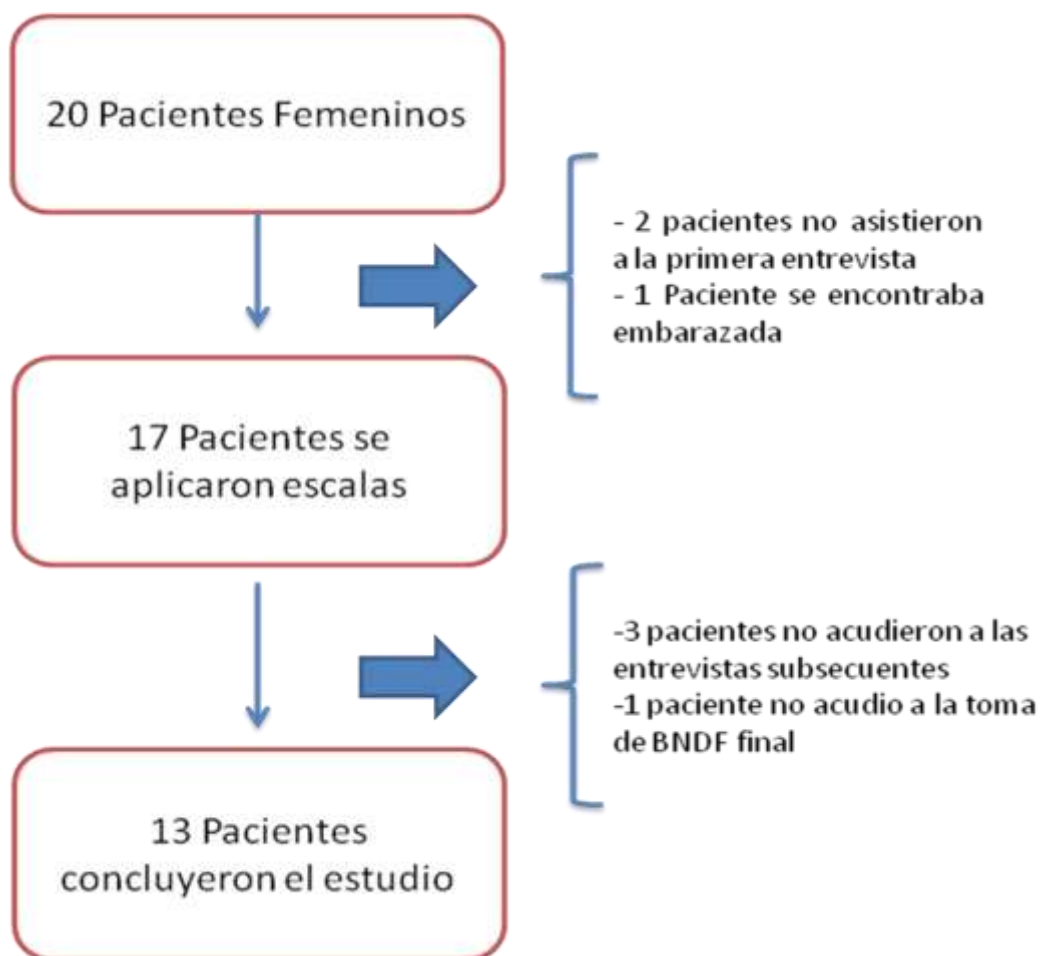 20 Pacientes Femeninos
- 2 pacientes no asistieron
a la primera entrevista
- 1 Paciente se encontraba
embarazada
17 Pacientes se
aplicaron escalas
-3 pacientes no acudieron a las
entrevistas subsecuentes
-1 paciente no acudio a la toma
de BNDF final
13 Pacientes
concluyeron el estudio